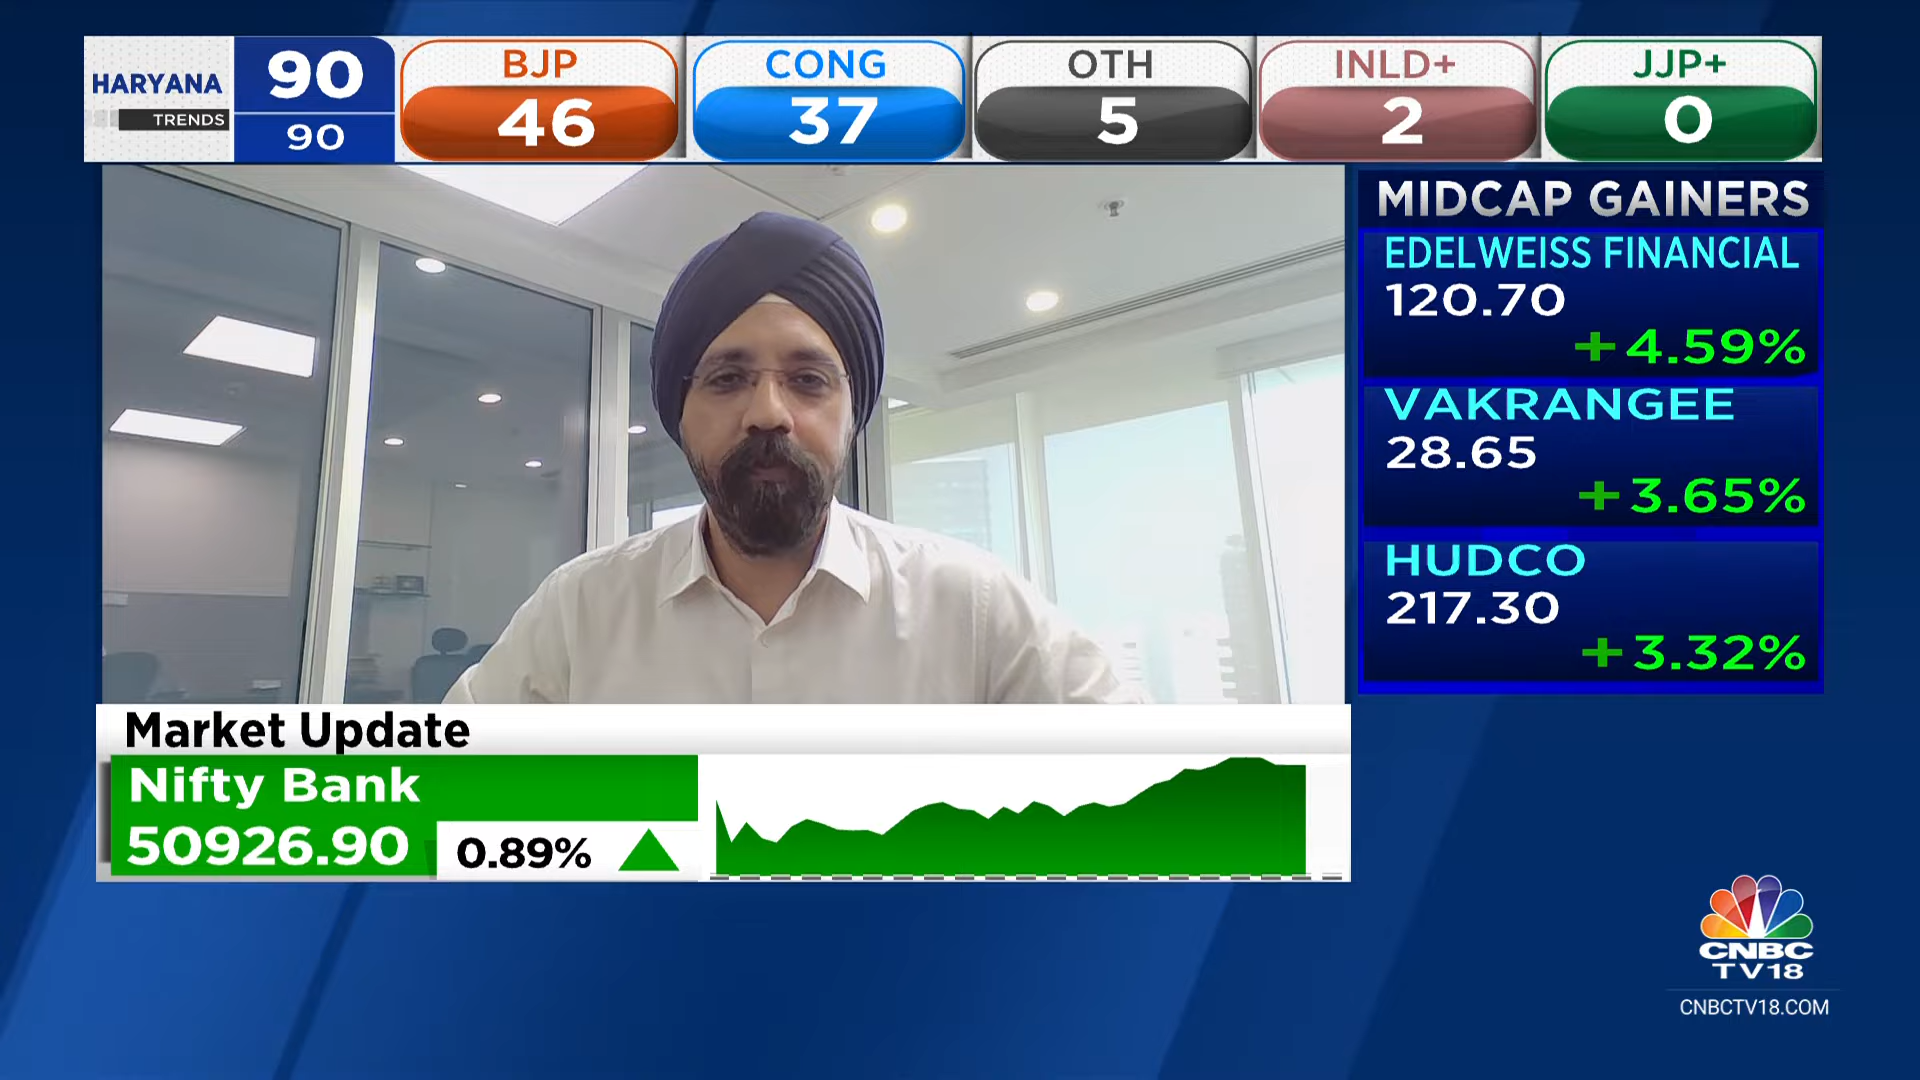 HARYANA
TRENDS
90
90
BJP
46
CONG
37
OTH
5
INLD+
2
JJP+
0
MIDCAP GAINERS
EDELWEISS FINANCIAL
120.70
+4.59%
VAKRANGEE
28.65
+3.65%
HUDCO
217.30
+3.32%
Market Update
Nifty Bank
50926.90
0.89%
CNBC
TV18
CNBCTV18.COM